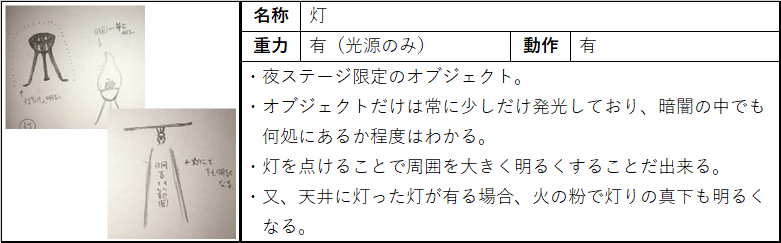 名称 灯
重力 有（光源のみ） 動作 有
・夜ステージ限定のオブジェクト。
・オブジェクトだけは常に少しだけ発光しており、暗闇の中でも
何処にあるか程度はわかる。
・灯を点けることで周囲を大きく明るくすることだ出来る。
・又、天井に灯った灯が有る場合、火の粉で灯りの真下も明るく
なる。
明るい範囲